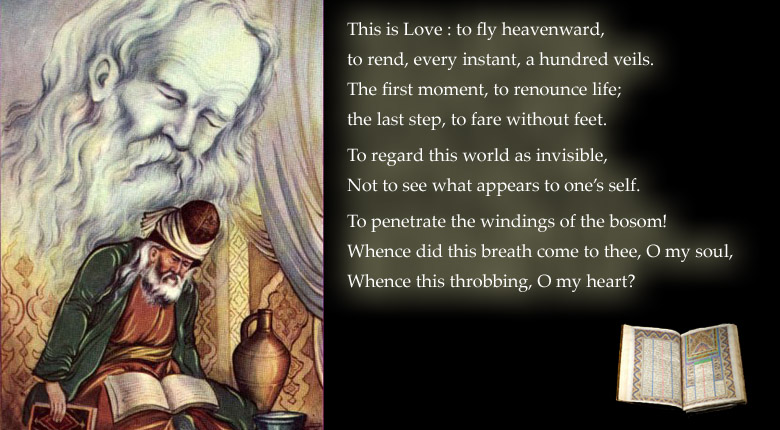 This is Love : to fly heavenward,
to rend, every instant, a hundred veils.
The first moment, to renounce life;
the last step, to fare without feet.
To regard this world as invisible,
Not to see what appears to one’s self.
To penetrate the windings of the bosom!
Whence did this breath come to thee, O my soul,
Whence this throbbing, O my heart?